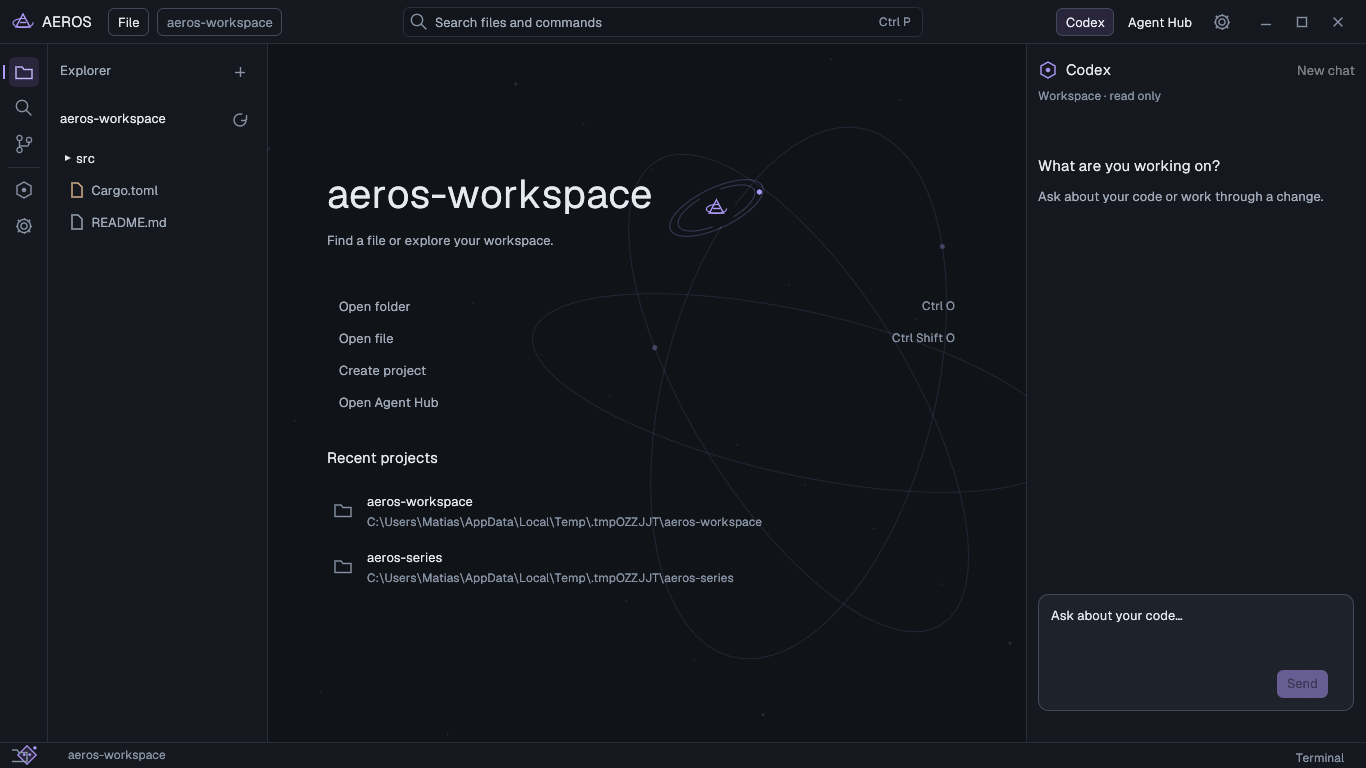 AEROS File aeros-workspace Search files and commands Ctrl P Codex Agent Hub
Explorer
aeros-workspace
src
Cargo.toml
README.md
aeros-workspace
Find a file or explore your workspace.
Open folder Ctrl O
Open file Ctrl Shift O
Create project
Open Agent Hub
Recent projects
aeros-workspace
C:\Users\Matias\AppData\Local\Temp\.tmpOZZJJT\aeros-workspace
aeros-series
C:\Users\Matias\AppData\Local\Temp\.tmpOZZJJT\aeros-series
Codex New chat
Workspace · read only
What are you working on?
Ask about your code or work through a change.
Ask about your code…
Send
aeros-workspace Terminal